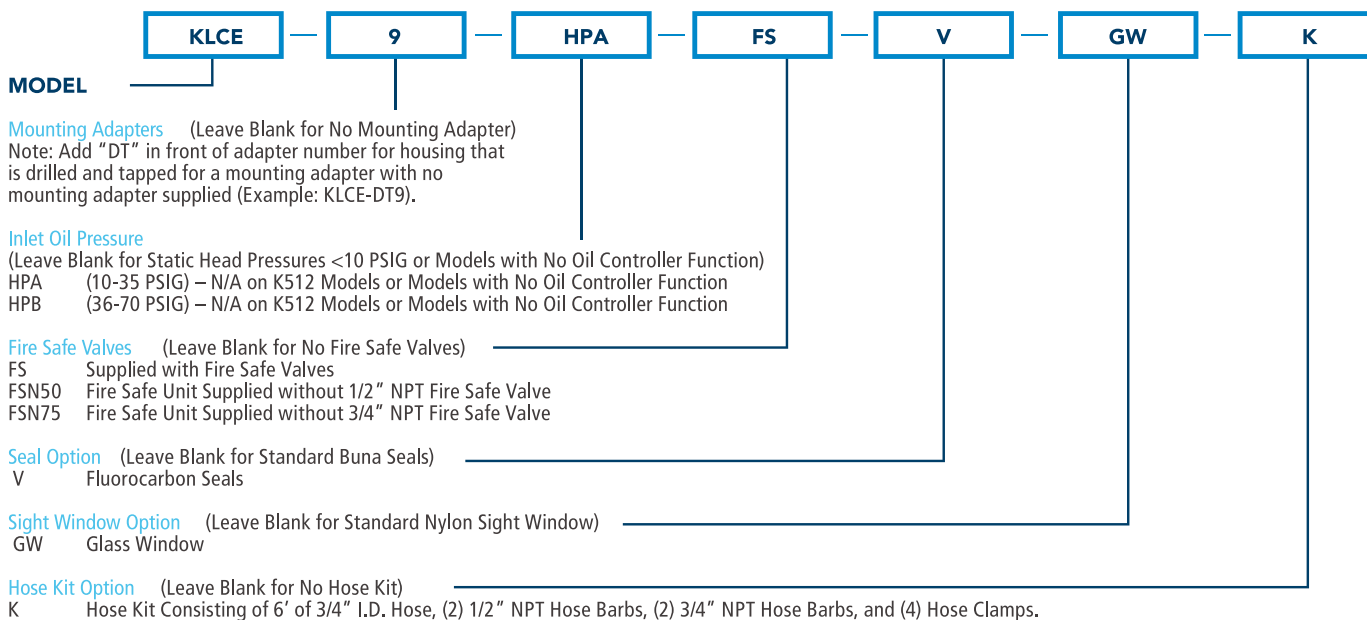 KLCE 9 HPA FS V GW K
MODEL
Mounting Adapters (Leave Blank for No Mounting Adapter)
Note: Add “DT” in front of adapter number for housing that
is drilled and tapped for a mounting adapter with no
mounting adapter supplied (Example: KLCE-DT9).
Inlet Oil Pressure
(Leave Blank for Static Head Pressures <10 PSIG or Models with No Oil Controller Function)
HPA (10-35 PSIG) – N/A on K512 Models or Models with No Oil Controller Function
HPB (36-70 PSIG) – N/A on K512 Models or Models with No Oil Controller Function
Fire Safe Valves (Leave Blank for No Fire Safe Valves)
FS Supplied with Fire Safe Valves
FSN50 Fire Safe Unit Supplied without 1/2” NPT Fire Safe Valve
FSN75 Fire Safe Unit Supplied without 3/4” NPT Fire Safe Valve
Seal Option (Leave Blank for Standard Buna Seals)
V Fluorocarbon Seals
Sight Window Option (Leave Blank for Standard Nylon Sight Window)
GW Glass Window
Hose Kit Option (Leave Blank for No Hose Kit)
K Hose Kit Consisting of 6’ of 3/4” I.D. Hose, (2) 1/2” NPT Hose Barbs, (2) 3/4” NPT Hose Barbs, and (4) Hose Clamps.